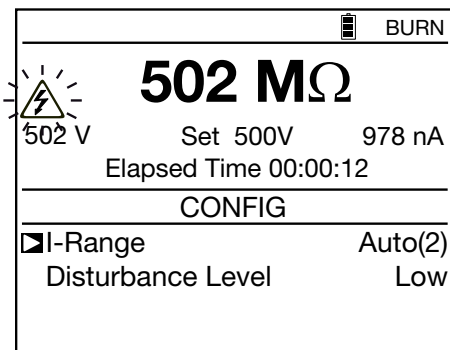 BURN
502 MΩ
502 V Set 500V 978 nA
Elapsed Time 00:00:12
CONFIG
I-Range Auto(2)
Disturbance Level Low